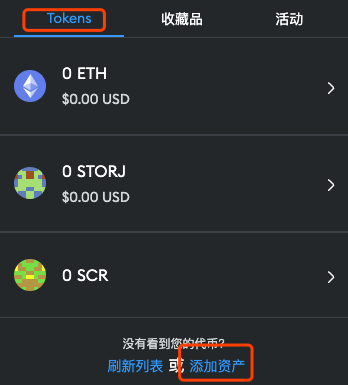 Tokens 收藏品 活动
0 ETH
$0.00 USD
0 STORJ
$0.00 USD
0 SCR
没有看到您的代币?
刷新列表 或 添加资产